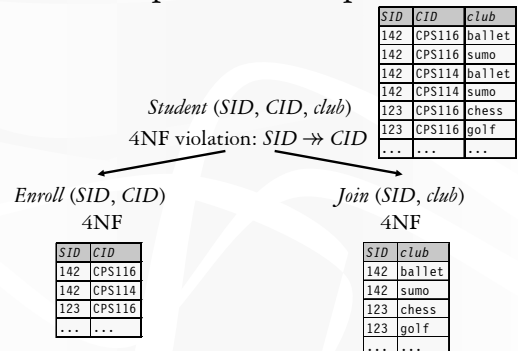 SID CID club
142 CPS116 ballet
142 CPS116 sumo
142 CPS114 ballet
142 CPS114 sumo
123 CPS116 chess
123 CPS116 golf
... ... ...
Student (SID, CID, club)
4NF violation: SID ↠ CID
Enroll (SID, CID)
4NF
SID CID
142 CPS116
142 CPS114
123 CPS116
... ...
Join (SID, club)
4NF
SID club
142 ballet
142 sumo
123 chess
123 golf
... ...